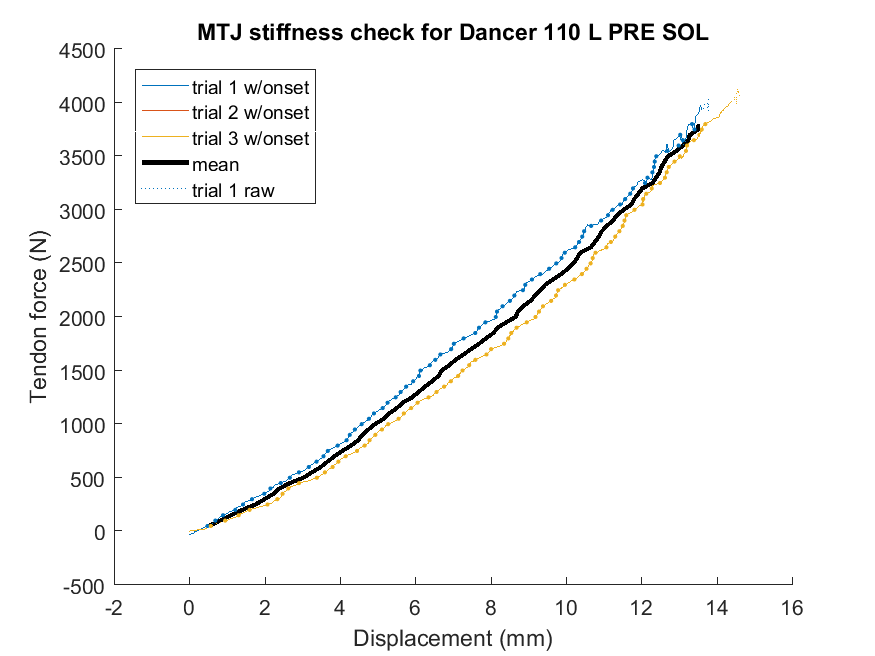 MTJ stiffness check for Dancer 110 L PRE SOL
4500
4000
3500
3000
2500
2000
1500
1000
500
0
-500
Tendon force (N)
trial 1 w/onset
trial 2 w/onset
trial 3 w/onset
mean
trial 1 raw
-2 0 2 4 6 8 10 12 14 16
Displacement (mm)